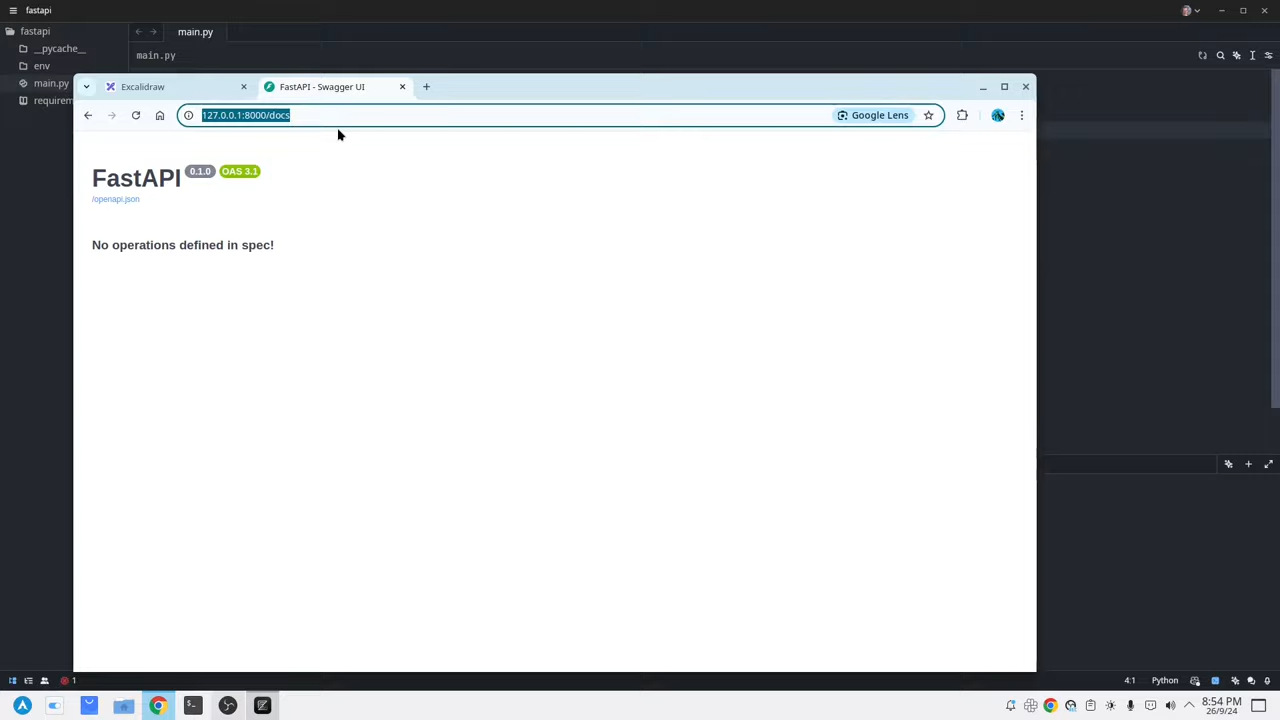 fastapi
fastapi
main.py
__pycache__
main.py
env
main.py
requirem
Excalidraw
FastAPI - Swagger UI
127.0.0.1:8000/docs
Google Lens
FastAPI 0.1.0 OAS 3.1
/openapi.json
No operations defined in spec!
1
4:1
Python
8:54 PM
26/9/24